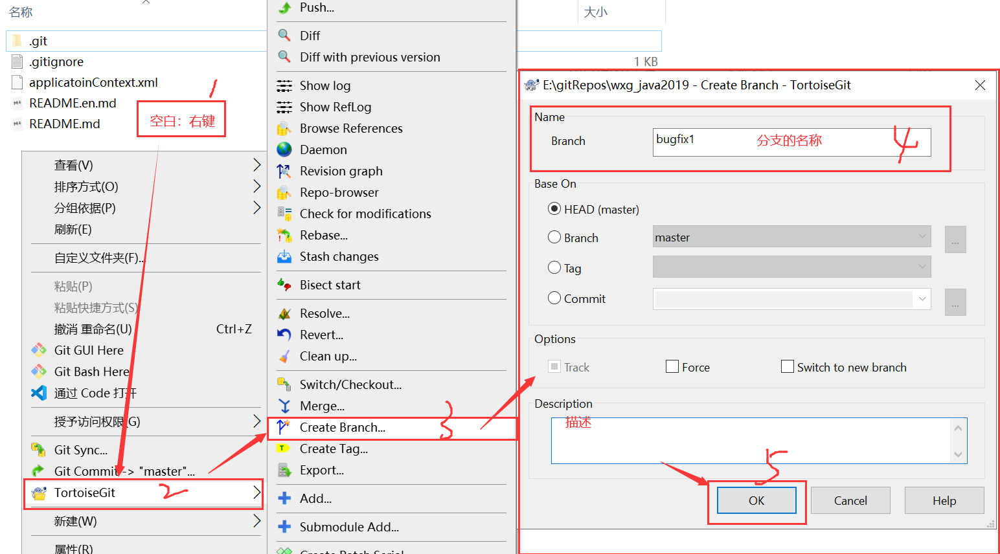 名称
.git
.gitignore
applicatoinContext.xml
README.en.md
README.md
1
空白：右键
查看(V)
排序方式(O)
分组依据(P)
刷新(E)
自定义文件夹(F)...
粘贴(P)
粘贴快捷方式(S)
撤消 重命名(U) Ctrl+Z
Git GUI Here
Git Bash Here
通过 Code 打开
授予访问权限(G)
Git Sync...
Git Commit -> "master"...
TortoiseGit
2
新建(W)
属性(R)
Push...
Diff
Diff with previous version
Show log
Show RefLog
Browse References
Daemon
Revision graph
Repo-browser
Check for modifications
Rebase...
Stash changes
Bisect start
Resolve...
Revert...
Clean up...
Switch/Checkout...
Merge...
Create Branch...
3
Create Tag...
Export...
Add...
Submodule Add...
Create Patch Serial
大小
1 KB
E:\gitRepos\wxg_java2019 - Create Branch - TortoiseGit
Name
Branch bugfix1 分支的名称 4
Base On
HEAD (master)
Branch master ...
Tag
Commit ...
Options
Track Force Switch to new branch
Description
描述
5
OK Cancel Help